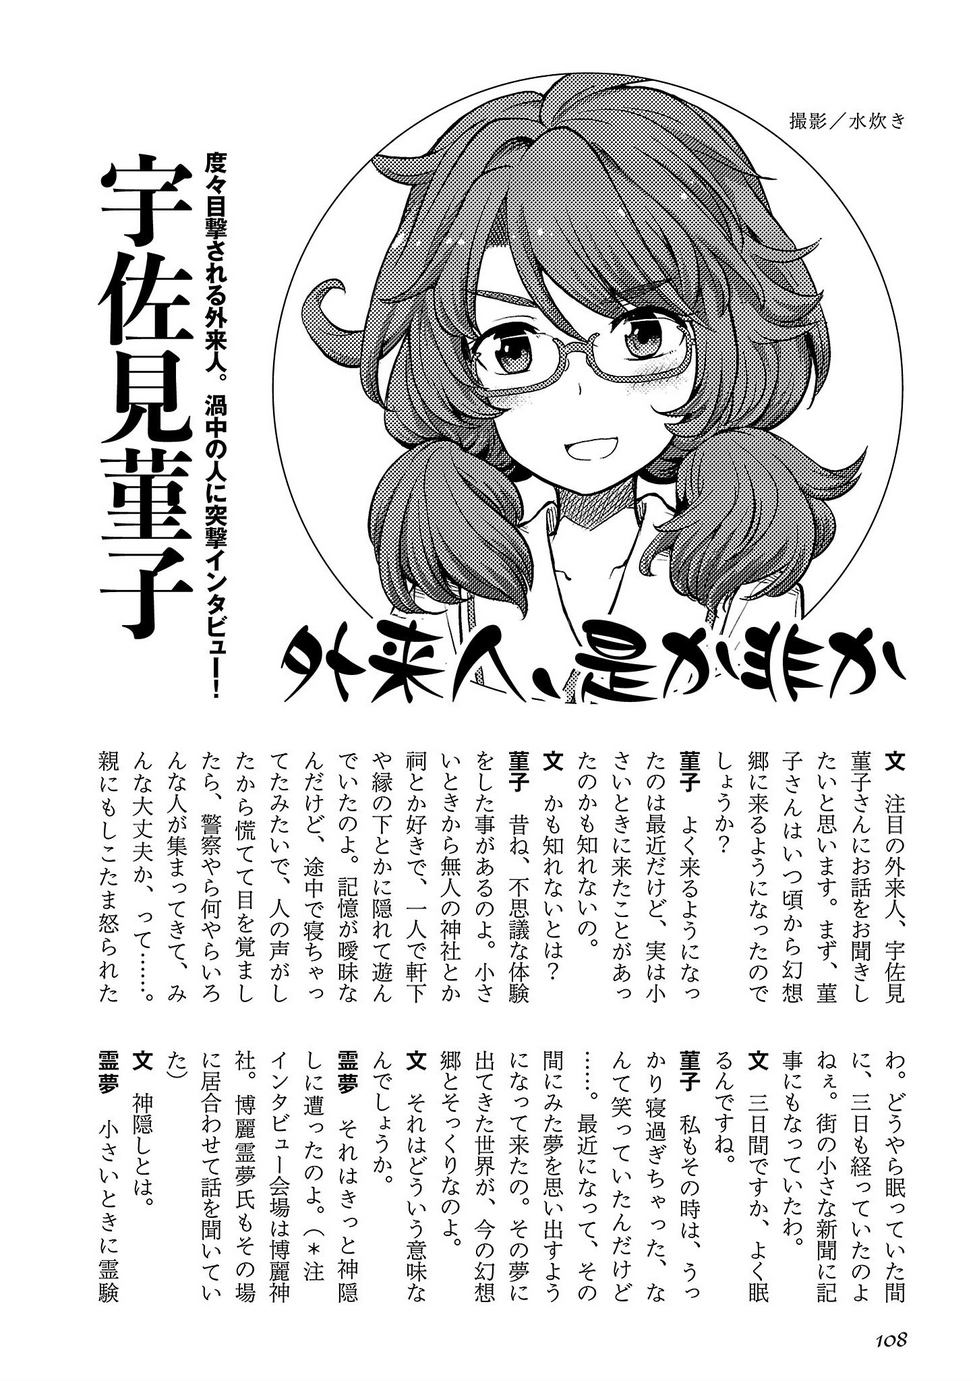 撮影／水炊き
度々目撃される外来人。渦中の人に突撃インタビュー！
宇佐見菫子
外来人、是か非か
文　注目の外来人、宇佐見
菫子さんにお話をお聞きし
たいと思います。まず、菫
子さんはいつ頃から幻想
郷に来るようになったので
しょうか？
菫子　よく来るようになっ
たのは最近だけど、実は小
さいときに来たことがあっ
たのかも知れないの。
文　かも知れないとは？
菫子　昔ね、不思議な体験
をした事があるのよ。小さ
いときから無人の神社とか
祠とか好きで、一人で軒下
や縁の下とかに隠れて遊ん
でいたのよ。記憶が曖昧な
んだけど、途中で寝ちゃっ
てたみたいで、人の声がし
たから慌てて目を覚まし
たら、警察やら何やらいろ
んな人が集まってきて、み
んな大丈夫か、って……。
親にもしこたま怒られた
わ。どうやら眠っていた間
に、三日も経っていたのよ
ねぇ。街の小さな新聞に記
事にもなっていたわ。
文　三日間ですか、よく眠
るんですね。
菫子　私もその時は、うっ
かり寝過ぎちゃった、な
んて笑っていたんだけど
……。最近になって、その
間にみた夢を思い出すよう
になって来たの。その夢に
出てきた世界が、今の幻想
郷とそっくりなのよ。
文　それはどういう意味な
んでしょうか。
霊夢　それはきっと神隠
しに遭ったのよ。（＊注
インタビュー会場は博麗神
社。博麗霊夢氏もその場
に居合わせて話を聞いてい
た）
文　神隠しとは。
霊夢　小さいときに霊験
108